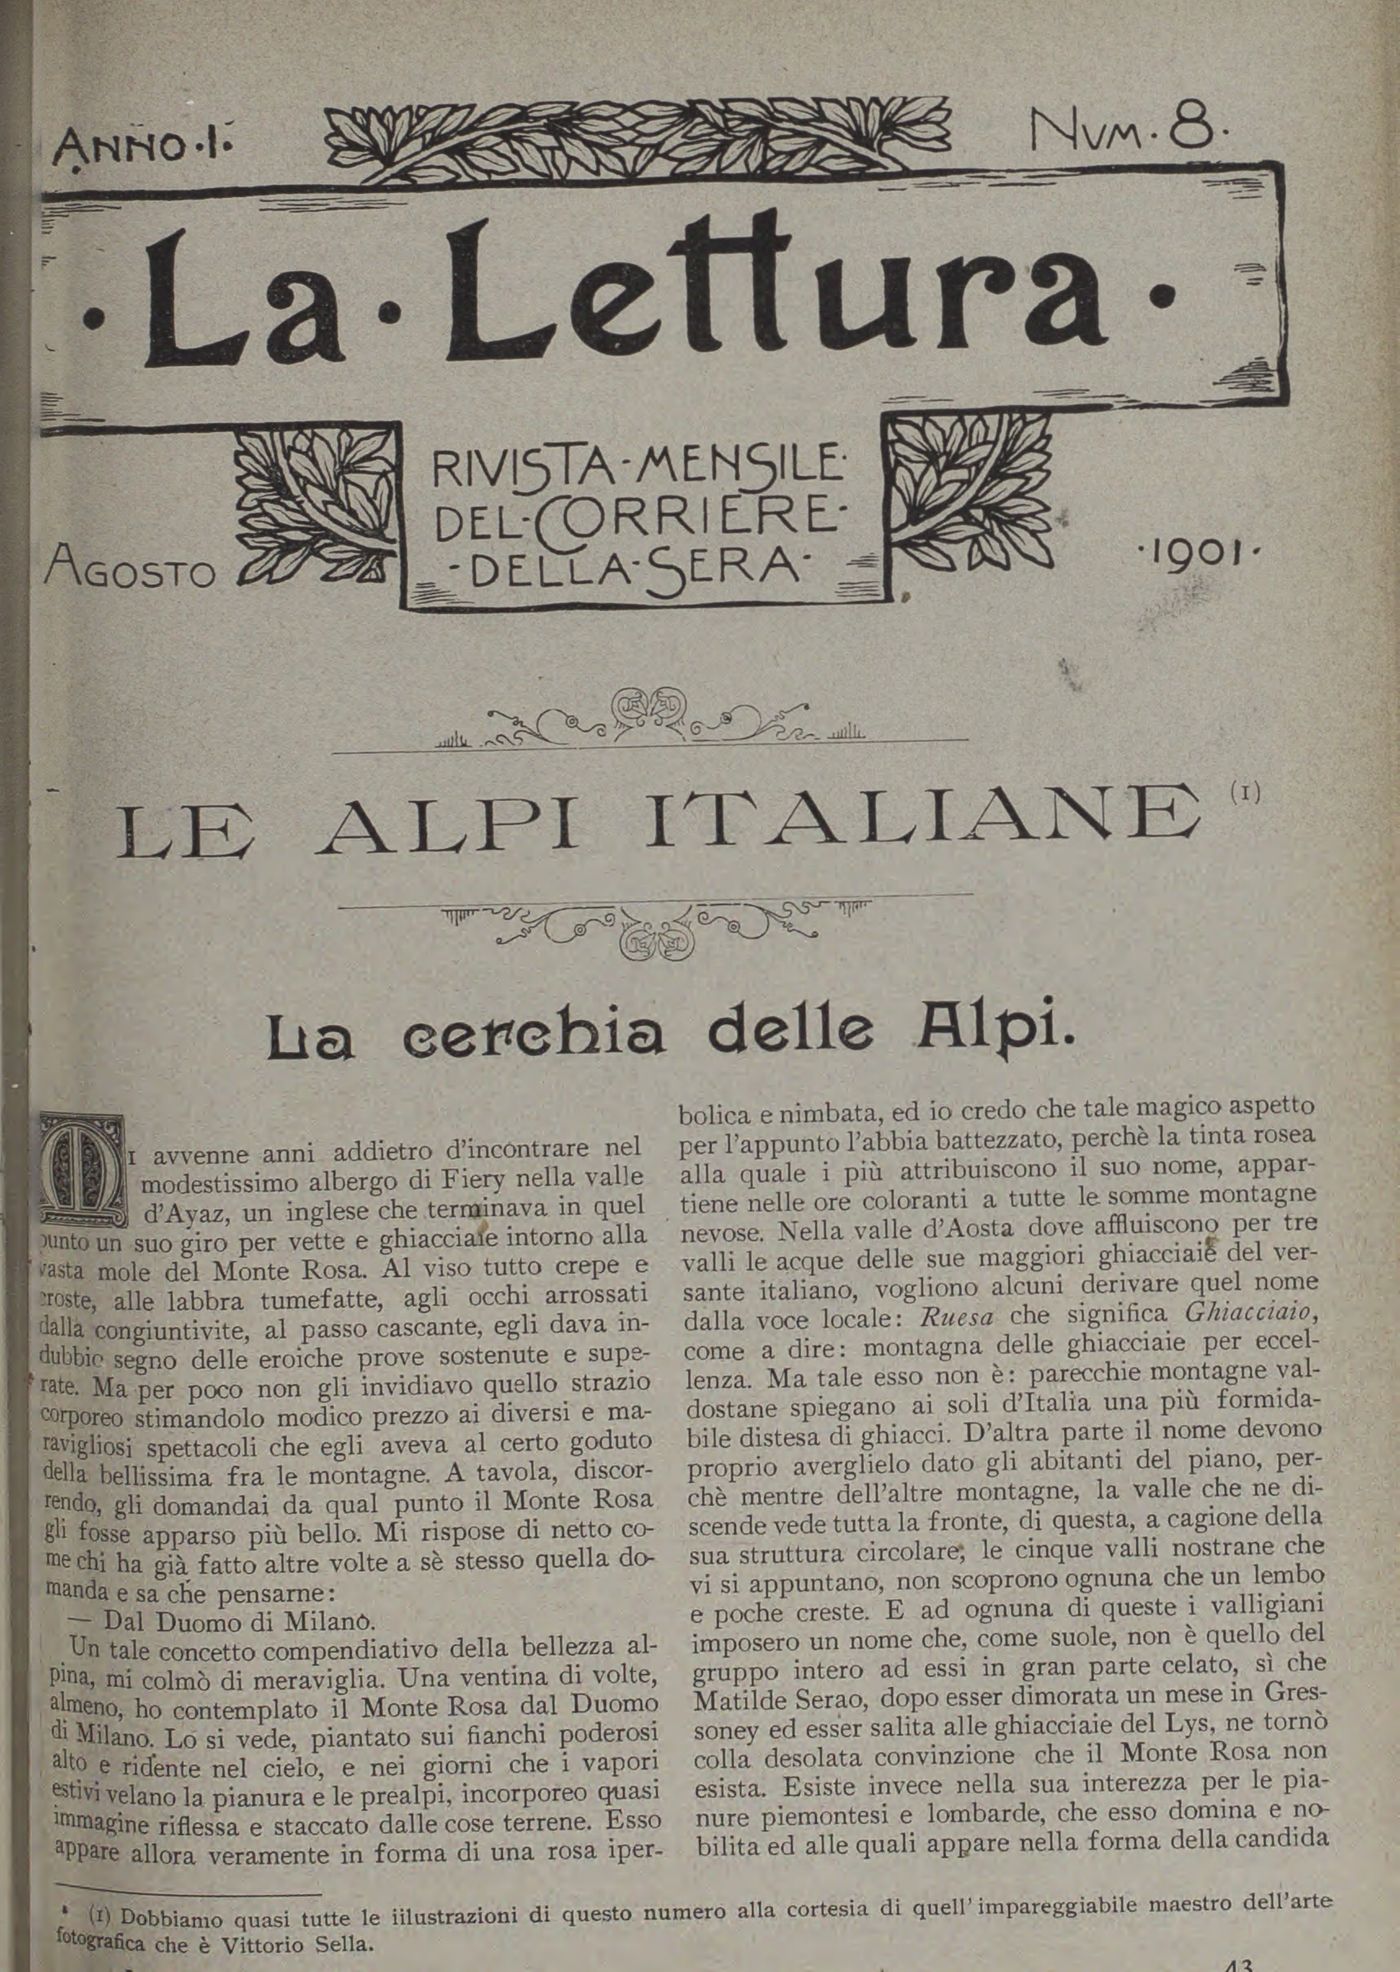 ANNO · I ·
NVM · 8 ·
· La · Lettura ·
RIVISTA · MENSILE ·
DEL · CORRIERE ·
· DELLA · SERA ·
AGOSTO
· 1901 ·
LE ALPI ITALIANE (1)
La cerchia delle Alpi.
MI avvenne anni addietro d'incontrare nel
modestissimo albergo di Fiery nella valle
d'Ayaz, un inglese che terminava in quel
punto un suo giro per vette e ghiacciaie intorno alla
vasta mole del Monte Rosa. Al viso tutto crepe e
croste, alle labbra tumefatte, agli occhi arrossati
dalla congiuntivite, al passo cascante, egli dava in-
dubbio segno delle eroiche prove sostenute e supe-
rate. Ma per poco non gli invidiavo quello strazio
corporeo stimandolo modico prezzo ai diversi e ma-
ravigliosi spettacoli che egli aveva al certo goduto
della bellissima fra le montagne. A tavola, discor-
rendo, gli domandai da qual punto il Monte Rosa
gli fosse apparso più bello. Mi rispose di netto co-
me chi ha già fatto altre volte a sè stesso quella do-
manda e sa che pensarne:
— Dal Duomo di Milano.
Un tale concetto compendiativo della bellezza al-
pina, mi colmò di meraviglia. Una ventina di volte,
almeno, ho contemplato il Monte Rosa dal Duomo
di Milano. Lo si vede, piantato sui fianchi poderosi
alto e ridente nel cielo, e nei giorni che i vapori
estivi velano la pianura e le prealpi, incorporeo quasi
immagine riflessa e staccato dalle cose terrene. Esso
appare allora veramente in forma di una rosa iper-
bolica e nimbata, ed io credo che tale magico aspetto
per l'appunto l'abbia battezzato, perchè la tinta rosea
alla quale i più attribuiscono il suo nome, appar-
tiene nelle ore coloranti a tutte le somme montagne
nevose. Nella valle d'Aosta dove affluiscono per tre
valli le acque delle sue maggiori ghiacciaie del ver-
sante italiano, vogliono alcuni derivare quel nome
dalla voce locale: Ruesa che significa Ghiacciaio,
come a dire: montagna delle ghiacciaie per eccel-
lenza. Ma tale esso non è: parecchie montagne val-
dostane spiegano ai soli d'Italia una più formida-
bile distesa di ghiacci. D'altra parte il nome devono
proprio averglielo dato gli abitanti del piano, per-
chè mentre dell'altre montagne, la valle che ne di-
scende vede tutta la fronte, di questa, a cagione della
sua struttura circolare, le cinque valli nostrane che
vi si appuntano, non scoprono ognuna che un lembo
e poche creste. E ad ognuna di queste i valligiani
imposero un nome che, come suole, non è quello del
gruppo intero ad essi in gran parte celato, sì che
Matilde Serao, dopo esser dimorata un mese in Gres-
soney ed esser salita alle ghiacciaie del Lys, ne tornò
colla desolata convinzione che il Monte Rosa non
esista. Esiste invece nella sua interezza per le pia-
nure piemontesi e lombarde, che esso domina e no-
bilita ed alle quali appare nella forma della candida
(1) Dobbiamo quasi tutte le iilustrazioni di questo numero alla cortesia di quell' impareggiabile maestro dell'arte
fotografica che è Vittorio Sella.
43